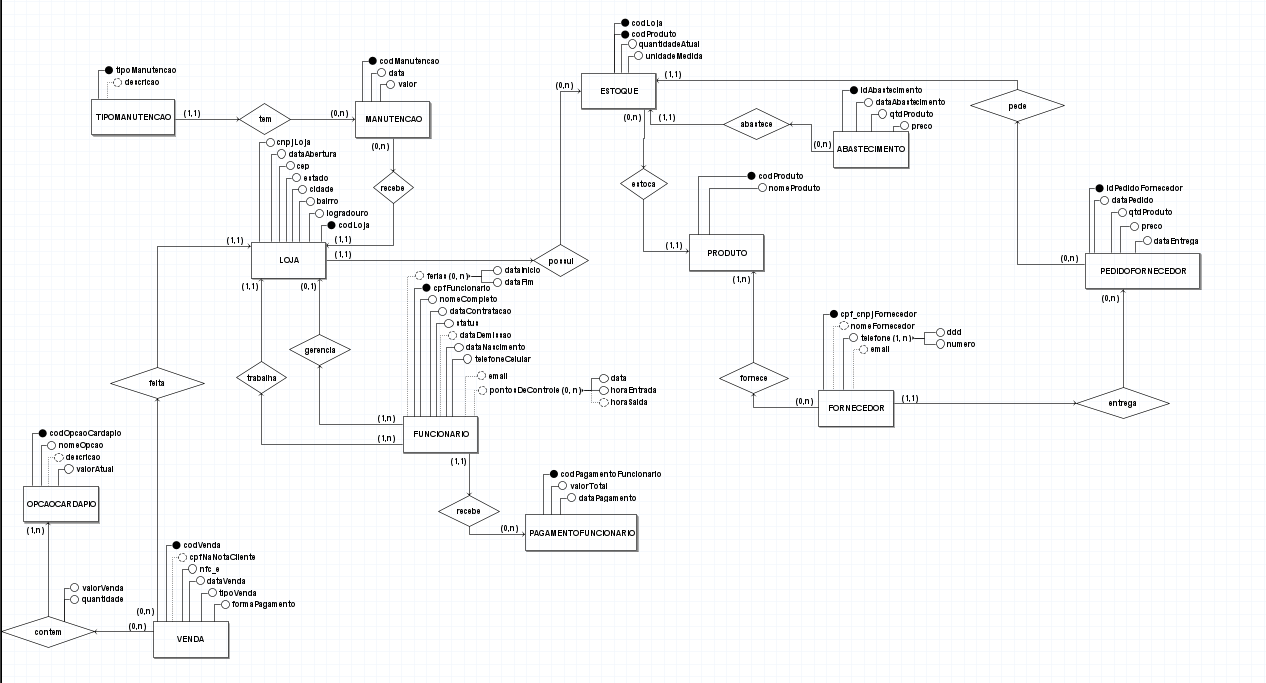 codLoja
codProduto
quantidadeAtual
unidadeMedida
ESTOQUE
(1,1)
(0,n)
(0,n)
(1,1)
abastece
(0,n)
idAbastecimento
dataAbastecimento
qtdProduto
preco
ABASTECIMENTO
pede
tipoManutencao
descricao
TIPOMANUTENCAO
(1,1)
tem
(0,n)
codManutencao
data
valor
MANUTENCAO
(0,n)
recebe
cnpjLoja
dataAbertura
cep
estado
cidade
bairro
logradouro
codLoja
(1,1)
(1,1)
(1,1)
LOJA
(1,1)
(0,1)
possui
estoca
codProduto
nomeProduto
(1,1)
PRODUTO
(1,n)
idPedidoFornecedor
dataPedido
qtdProduto
preco
dataEntrega
(0,n)
PEDIDOFORNECEDOR
(0,n)
ferias (0, n)
dataInicio
dataFim
cpfFuncionario
nomeCompleto
dataContratacao
status
dataDemissao
dataNascimento
telefoneCelular
email
pontosDeControle (0, n)
data
horaEntrada
horaSaida
gerencia
trabalha
(1,n)
(1,n)
FUNCIONARIO
(1,1)
cpf_cnpjFornecedor
nomeFornecedor
telefone (1, n)
ddd
numero
email
fornece
(0,n)
FORNECEDOR
(1,1)
entrega
feita
codOpcaoCardapio
nomeOpcao
descricao
valorAtual
OPCAOCARDAPIO
(1,n)
recebe
(0,n)
codPagamentoFuncionario
valorTotal
dataPagamento
PAGAMENTOFUNCIONARIO
codVenda
cpfNaNotaCliente
nfc_e
dataVenda
tipoVenda
formaPagamento
valorVenda
quantidade
(0,n)
contem
(0,n)
VENDA